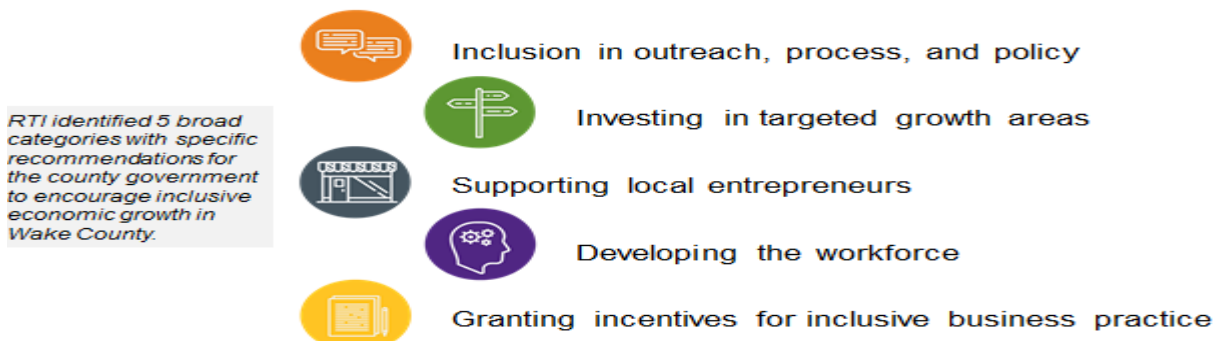 Inclusion in outreach, process, and policy
RTI identified 5 broad
categories with specific
recommendations for
the county government
to encourage inclusive
economic growth in
Wake County.
Investing in targeted growth areas
Supporting local entrepreneurs
Developing the workforce
Granting incentives for inclusive business practice